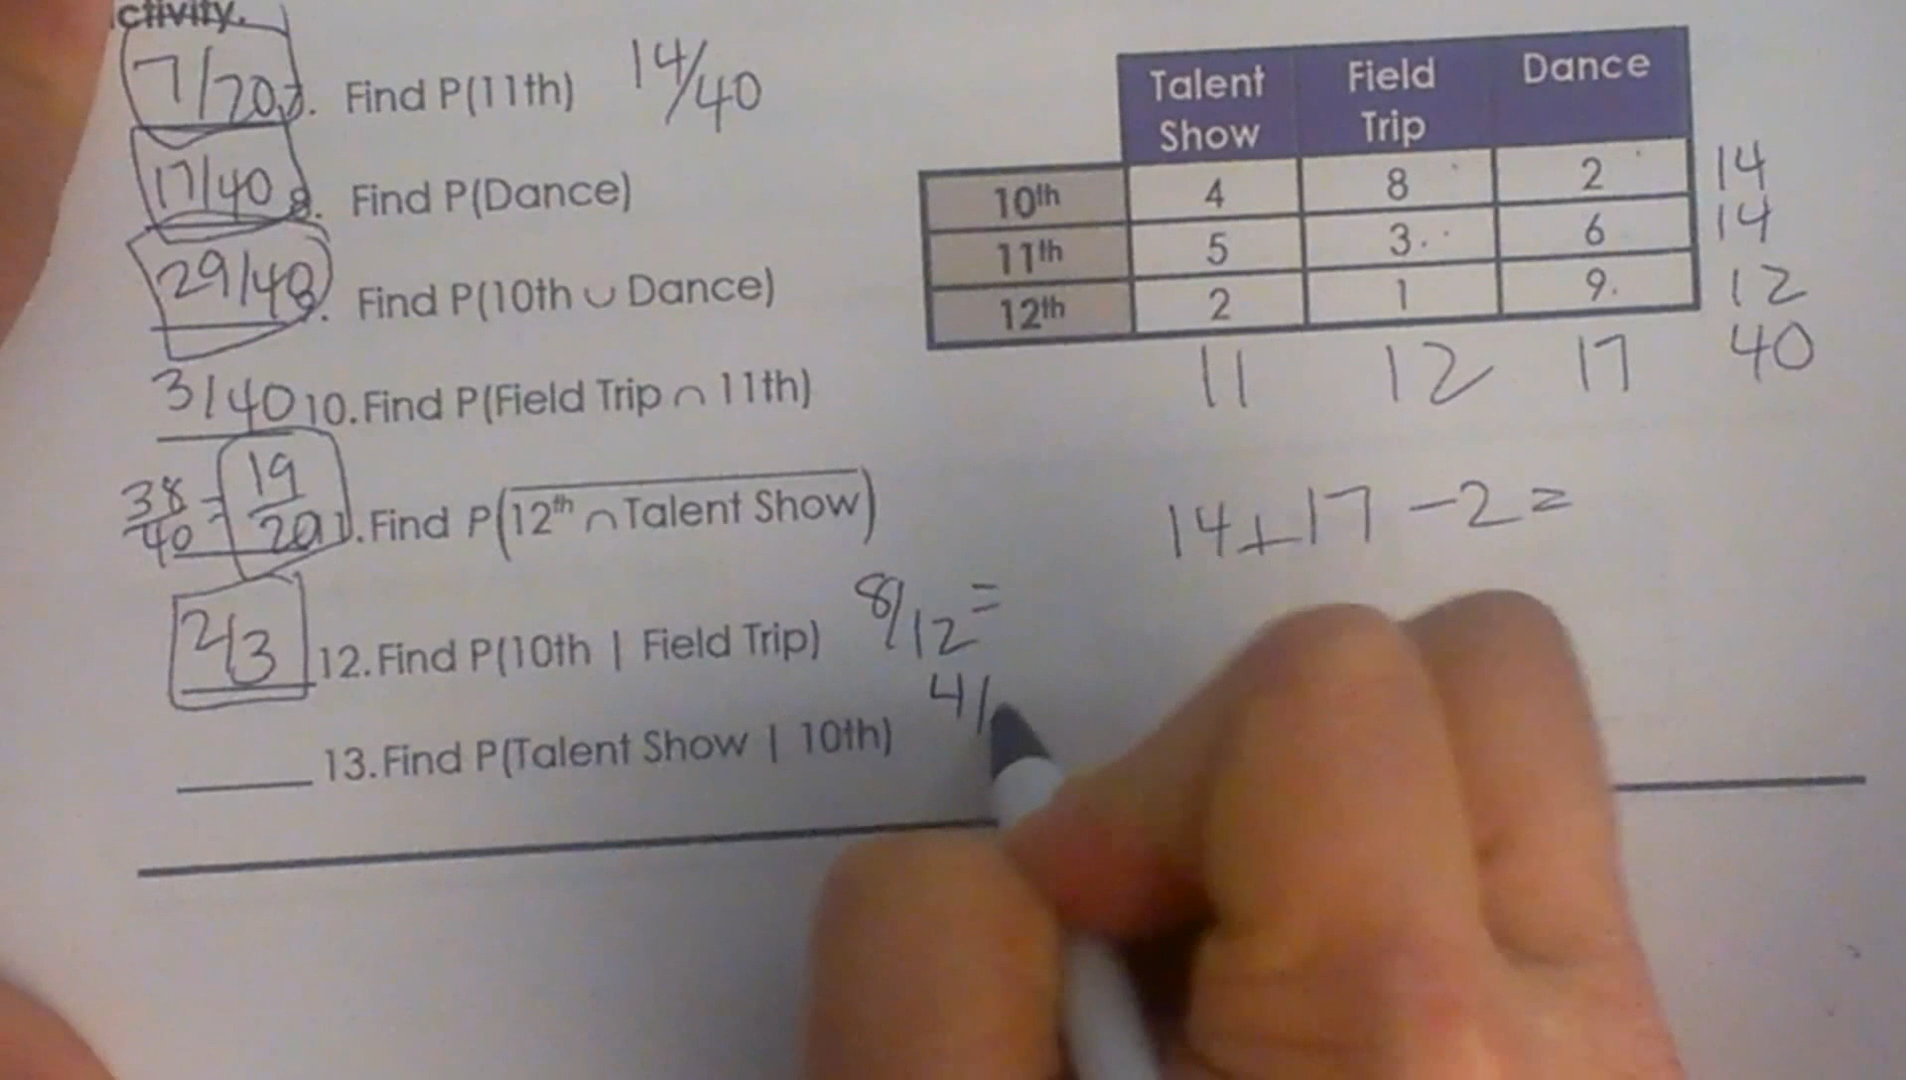 ctivity.
7/20 7. Find P(11th) 14/40
17/40 8. Find P(Dance)
29/40 9. Find P(10th ∪ Dance)
3/40 10. Find P(Field Trip ∩ 11th)
38/40 = 19/20 11. Find P(12th ∩ Talent Show)
2/3 12. Find P(10th | Field Trip) 8/12 =
13. Find P(Talent Show | 10th) 4/
Talent Show Field Trip Dance
10th 4 8 2 14
11th 5 3 6 14
12th 2 1 9 12
11 12 17 40
14+17-2=